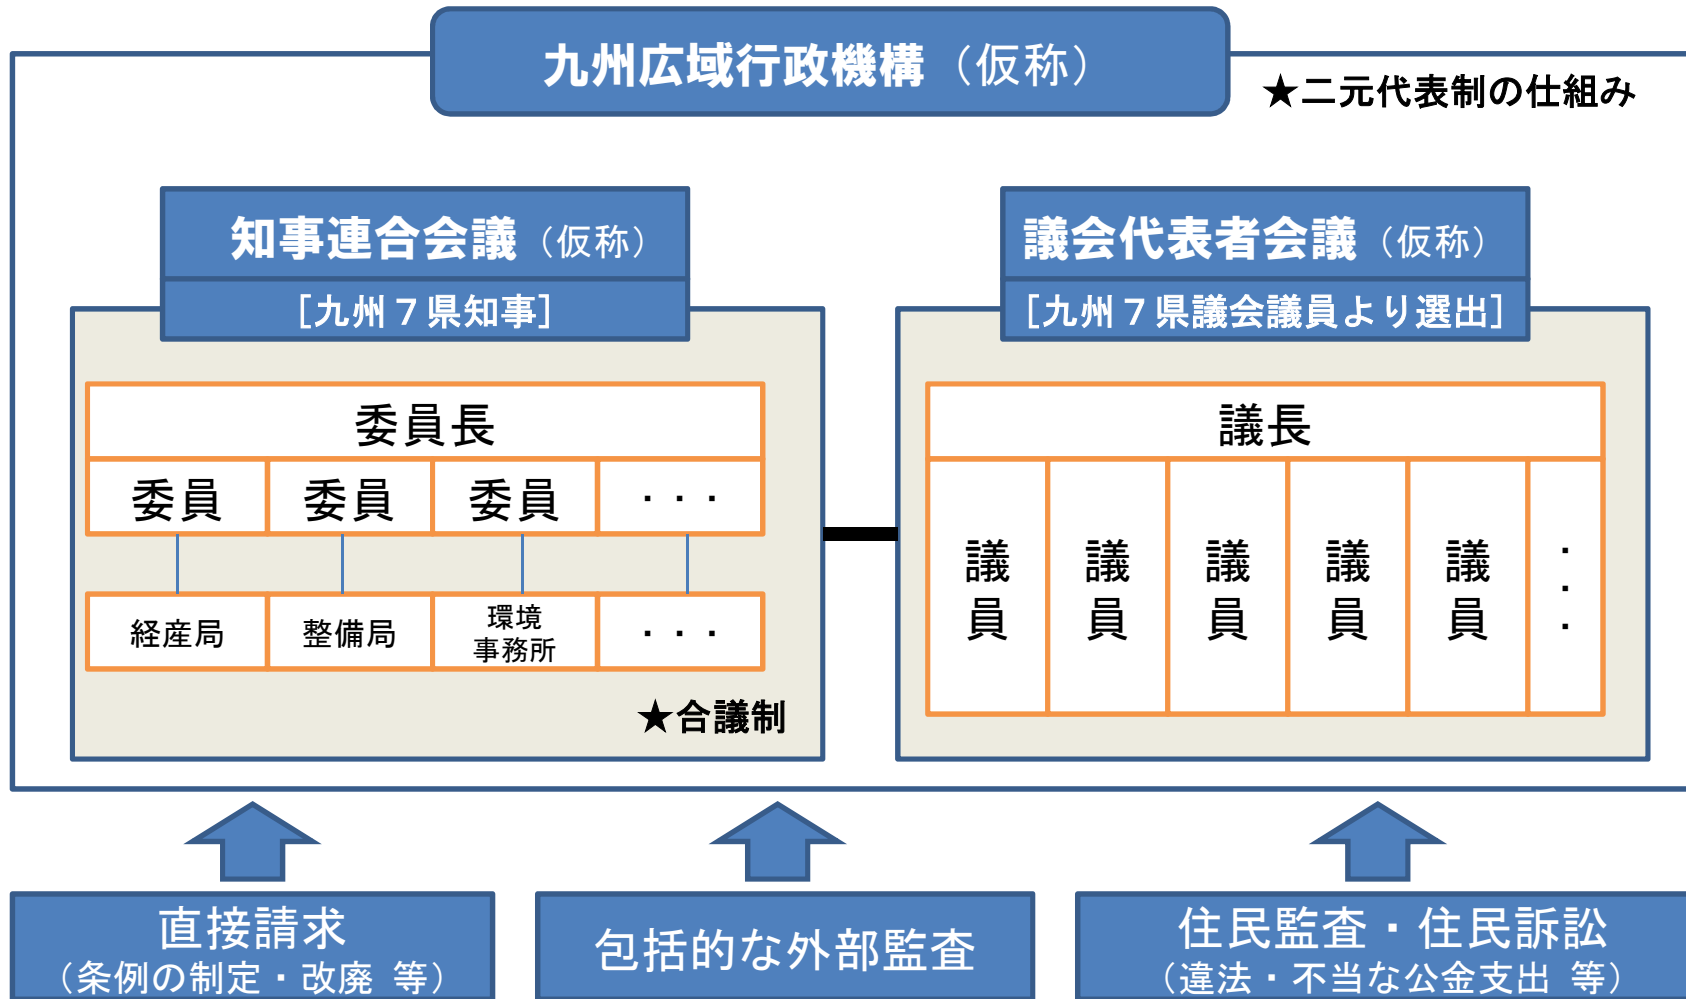 九州広域行政機構（仮称）
★二元代表制の仕組み
知事連合会議（仮称）
［九州７県知事］
委員長
委員 委員 委員 ・・・
経産局 整備局 環境事務所 ・・・
★合議制
議会代表者会議（仮称）
［九州７県議会議員より選出］
議長
議員 議員 議員 議員 議員 ・・・
直接請求
（条例の制定・改廃 等）
包括的な外部監査
住民監査・住民訴訟
（違法・不当な公金支出 等）